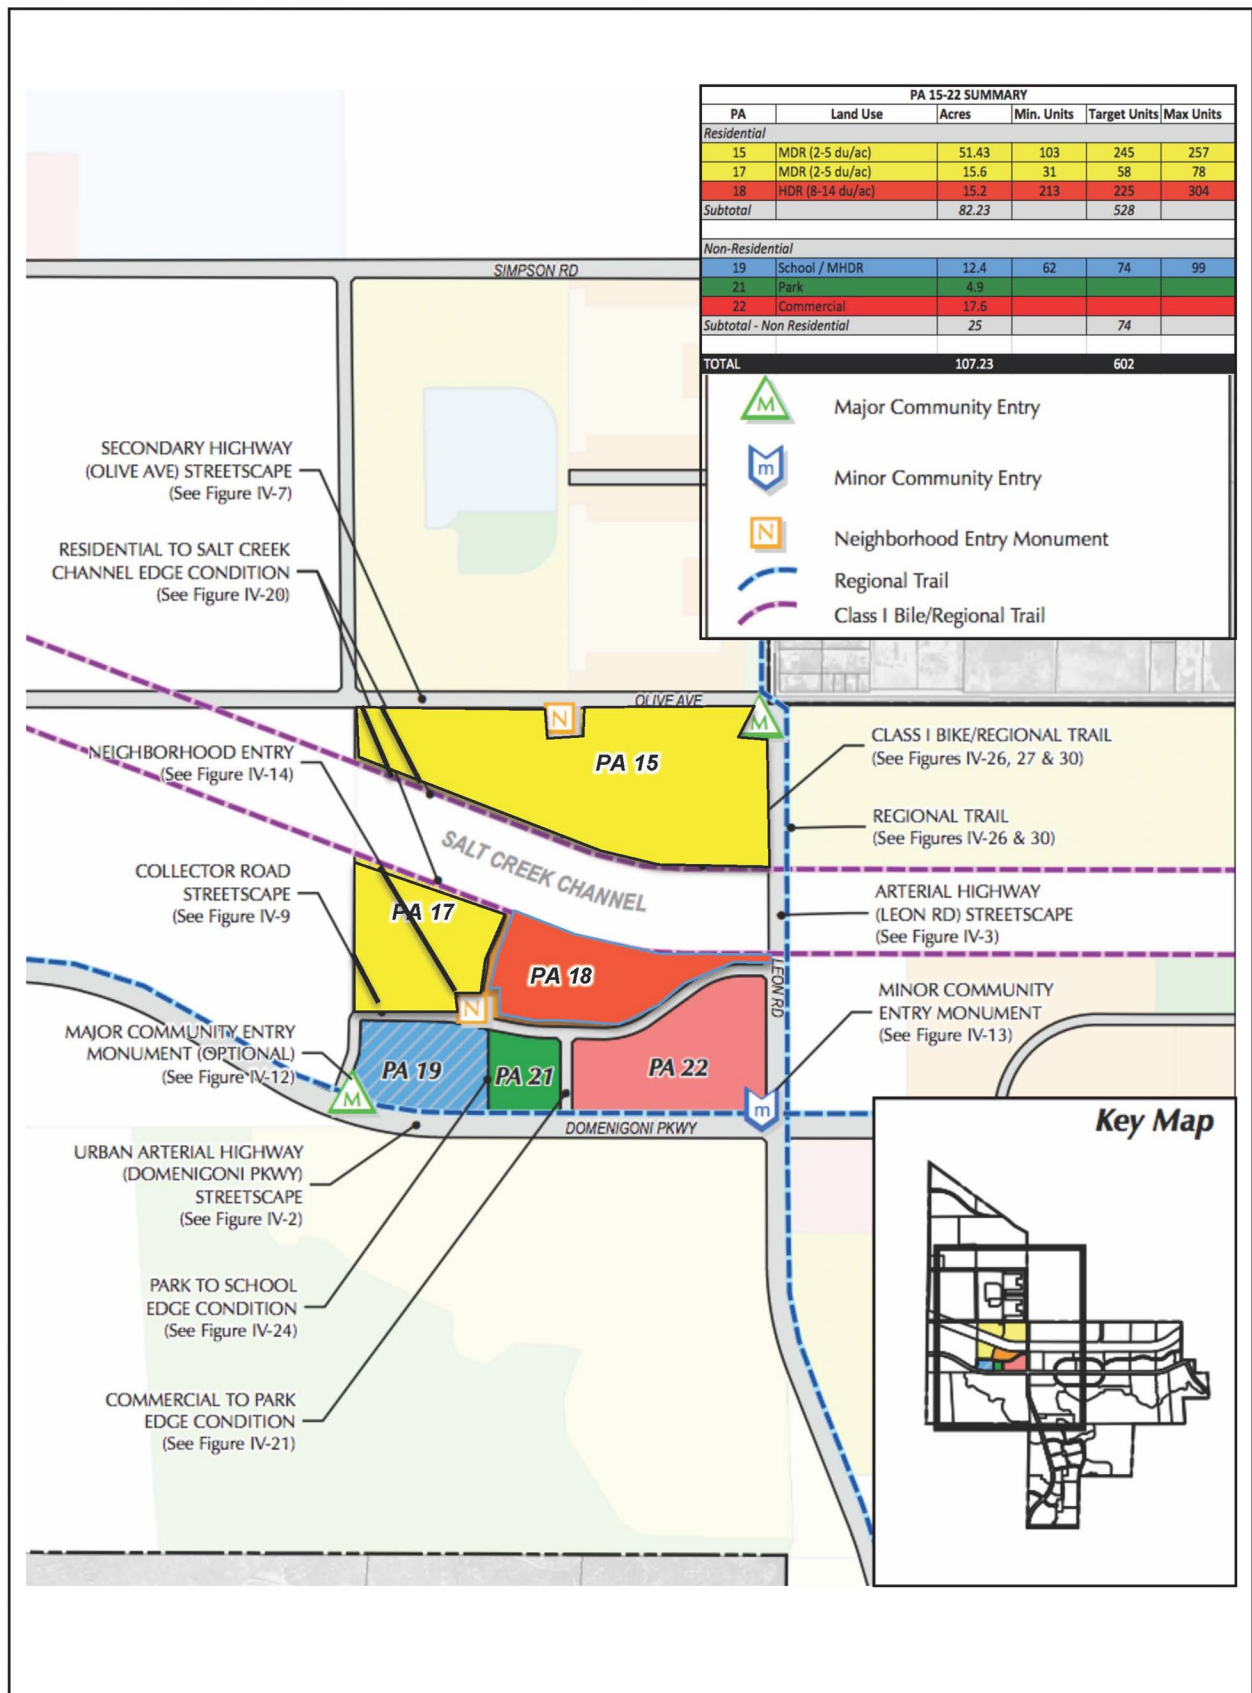 PA 15-22 SUMMARY
PA Land Use Acres Min. Units Target Units Max Units
Residential
15 MDR (2-5 du/ac) 51.43 103 245 257
17 MDR (2-5 du/ac) 15.6 31 58 78
18 HDR (8-14 du/ac) 15.2 213 225 304
Subtotal 82.23 528
Non-Residential
19 School / MHDR 12.4 62 74 99
21 Park 4.9
22 Commercial 17.6
Subtotal - Non Residential 25 74
TOTAL 107.23 602
M Major Community Entry
m Minor Community Entry
N Neighborhood Entry Monument
Regional Trail
Class I Bile/Regional Trail
SIMPSON RD
SECONDARY HIGHWAY
(OLIVE AVE) STREETSCAPE
(See Figure IV-7)
RESIDENTIAL TO SALT CREEK
CHANNEL EDGE CONDITION
(See Figure IV-20)
OLIVE AVE
N
M
NEIGHBORHOOD ENTRY
(See Figure IV-14)
PA 15
CLASS I BIKE/REGIONAL TRAIL
(See Figures IV-26, 27 & 30)
REGIONAL TRAIL
(See Figures IV-26 & 30)
SALT CREEK CHANNEL
COLLECTOR ROAD
STREETSCAPE
(See Figure IV-9
PA 17
ARTERIAL HIGHWAY
(LEON RD) STREETSCAPE
(See Figure IV-3)
PA 18
LEON RD
N
MINOR COMMUNITY
ENTRY MONUMENT
(See Figure IV-13)
MAJOR COMMUNITY ENTRY
MONUMENT (OPTIONAL)
(See Figure IV-12)
PA 19
PA 21
PA 22
M
m
DOMENIGONI PKWY
URBAN ARTERIAL HIGHWAY
(DOMENIGONI PKWY)
STREETSCAPE
(See Figure IV-2)
PARK TO SCHOOL
EDGE CONDITION
(See Figure IV-24)
COMMERCIAL TO PARK
EDGE CONDITION
(See Figure IV-21)
Key Map